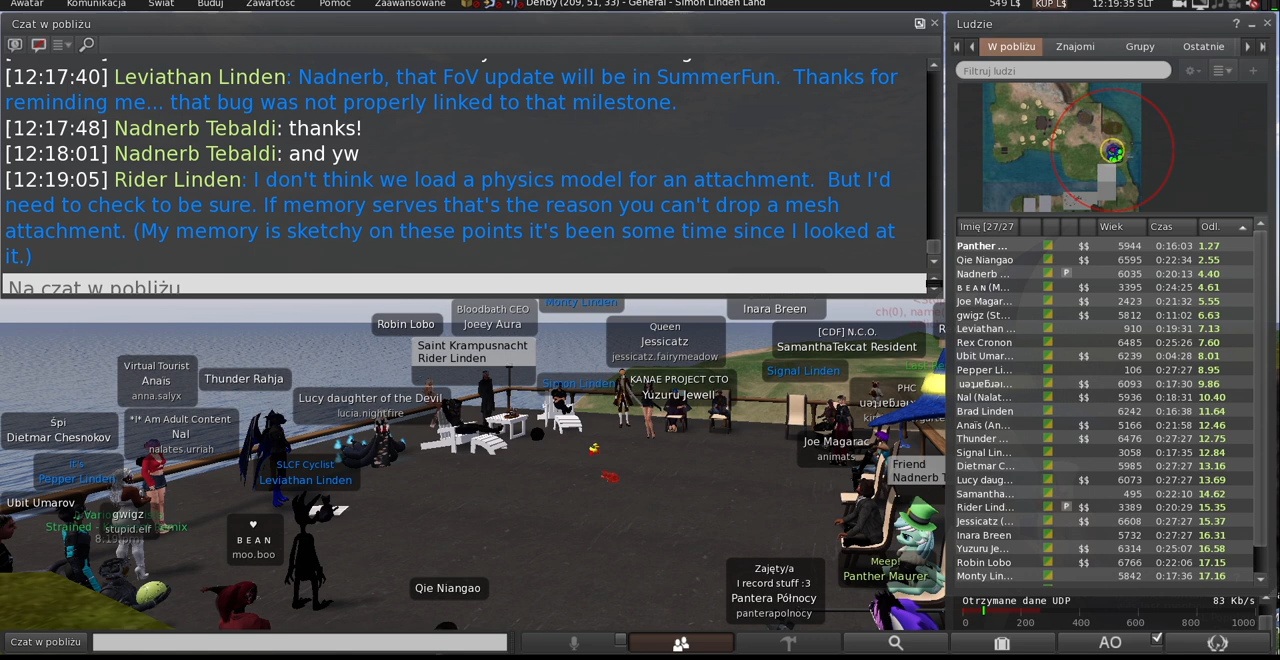 Awatar Komunikacja Świat Buduj Zawartość Pomoc Zaawansowane Denby (209, 51, 33) - General - Simon Linden Land 549 L$ KUP L$ 12:19:35 SLT
Czat w pobliżu
[12:17:40] Leviathan Linden: Nadnerb, that FoV update will be in SummerFun. Thanks for
reminding me... that bug was not properly linked to that milestone.
[12:17:48] Nadnerb Tebaldi: thanks!
[12:18:01] Nadnerb Tebaldi: and yw
[12:19:05] Rider Linden: I don't think we load a physics model for an attachment. But I'd
need to check to be sure. If memory serves that's the reason you can't drop a mesh
attachment. (My memory is sketchy on these points it's been some time since I looked at
it.)
Na czat w pobliżu
Monty Linden
Bloodbath CEO
Joeey Aura
Robin Lobo
Inara Breen
ch(0), name(
Saint Krampusnacht
Rider Linden
Queen
Jessicatz
jessicatz.fairymeadow
[CDF] N.C.O.
SamanthaTekcat Resident
Virtual Tourist
Anais
anna.salyx
Thunder Rahja
Simon Linden
KANAE PROJECT CTO
Yuzuru Jewell
Signal Linden
PHC
Lucy daughter of the Devil
lucia.nightfire
Śpi
Dietmar Chesnokov
*!* Am Adult Content
Nal
nalates.urriah
Joe Magarac
animats
It's
Pepper Linden
SLCF Cyclist
Leviathan Linden
Friend
Nadnerb T
Ubit Umarov
gwigz
stupid.elf
Strained -
♥
ʙ ᴇ ᴀ ɴ
moo.boo
Meep!
Panther Maurer
Qie Niangao
Zajęty/a
I record stuff :3
Pantera Północy
panterapolnocy
Czat w pobliżu
Ludzie
W pobliżu Znajomi Grupy Ostatnie
Filtruj ludzi
Imię [27/27 Wiek Czas Odl.
Panther ... $$ 5944 0:16:03 1.27
Qie Niangao $$ 6595 0:22:34 2.55
Nadnerb ... P 6035 0:20:13 4.40
ʙ ᴇ ᴀ ɴ (M... $$ 3395 0:24:25 4.61
Joe Magar... $$ 2423 0:21:32 5.55
gwigz (St... $$ 5812 0:11:02 6.63
Leviathan ... 910 0:19:31 7.13
Rex Cronon 6485 0:25:26 7.60
Ubit Umar... $$ 6239 0:04:28 8.01
Pepper Li... 106 0:27:27 8.95
$$ 6093 0:17:30 9.86
Nal (Nalat... $$ 5936 0:18:31 10.40
Brad Linden 6242 0:16:38 11.64
Anais (An... $$ 5166 0:21:58 12.46
Thunder ... $$ 6476 0:27:27 12.75
Signal Lin... 3058 0:17:35 12.84
Dietmar C... 5985 0:27:27 13.16
Lucy daug... $$ 6073 0:27:27 13.69
Samantha... 495 0:22:10 14.62
Rider Lind... P $$ 3389 0:20:29 15.35
Jessicatz (... $$ 6608 0:27:27 15.37
Inara Breen 5732 0:27:27 16.31
Yuzuru Je... $$ 6314 0:25:07 16.58
Robin Lobo $$ 6766 0:22:06 17.15
Monty Lin... 5842 0:17:36 17.16
Otrzymane dane UDP 83 Kb/s
0 200 400 600 800 1000
AO